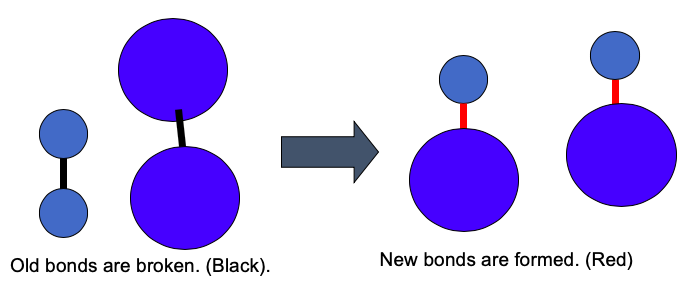 Old bonds are broken. (Black).
New bonds are formed. (Red)